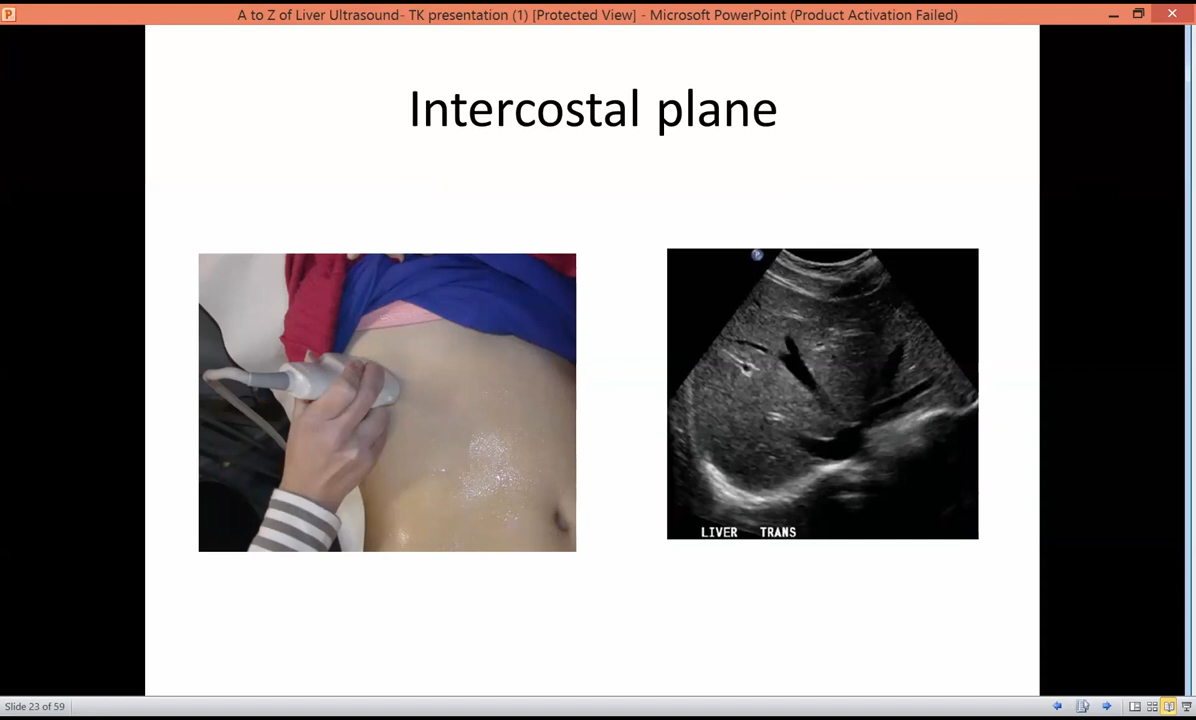 A to Z of Liver Ultrasound- TK presentation (1) [Protected View] - Microsoft PowerPoint (Product Activation Failed)
Intercostal plane
LIVER TRANS
Slide 23 of 59